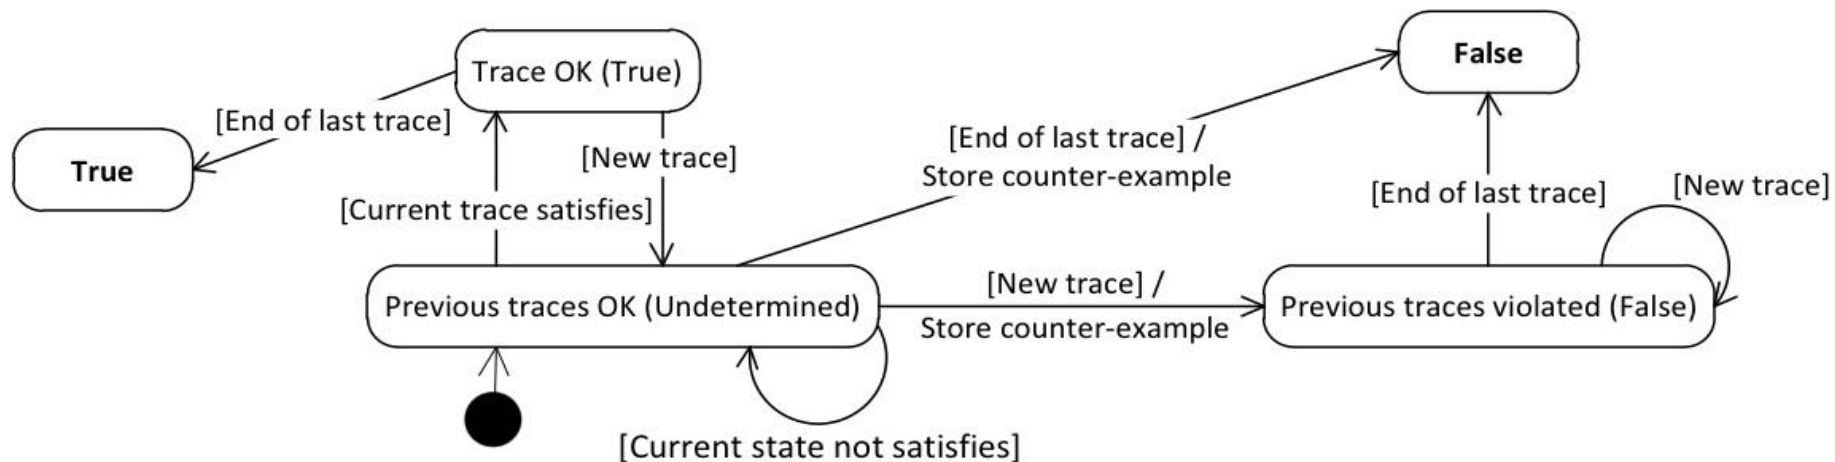 False
Trace OK (True)
[End of last trace]
True
[New trace]
[Current trace satisfies]
[End of last trace] /
Store counter-example
[End of last trace]
[New trace]
Previous traces OK (Undetermined)
[New trace] /
Store counter-example
Previous traces violated (False)
[Current state not satisfies]